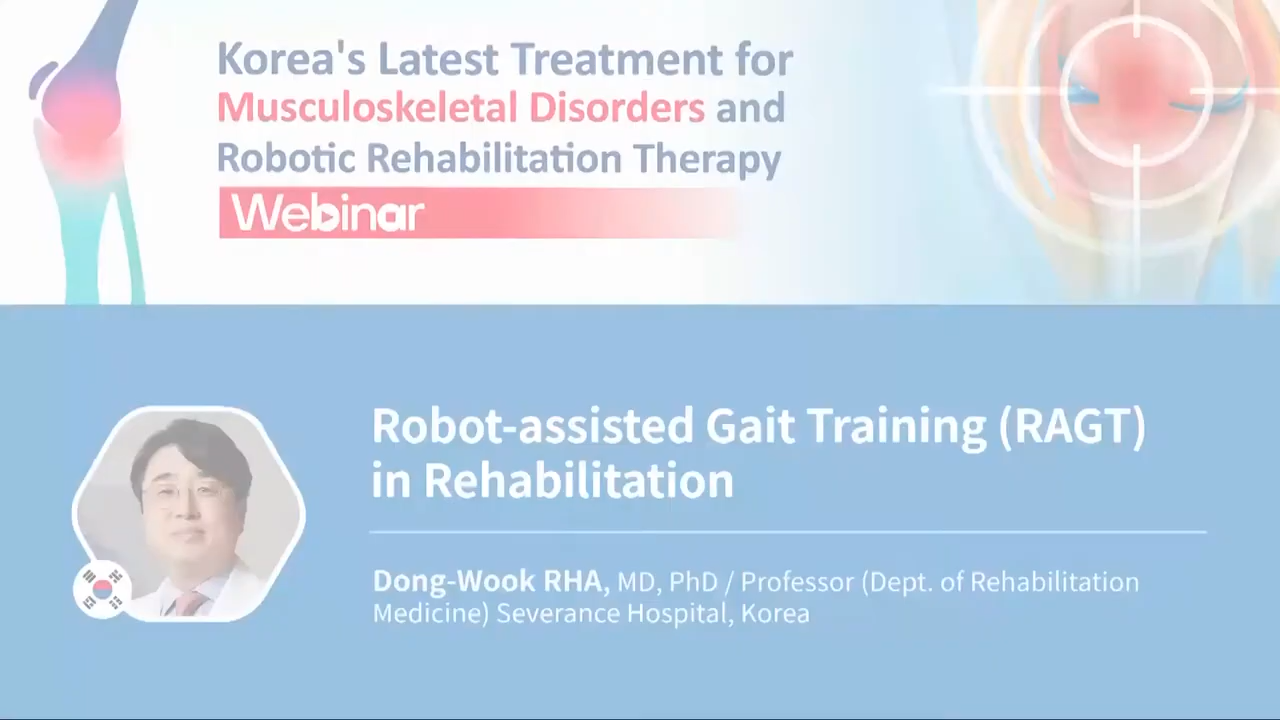 Korea's Latest Treatment for
Musculoskeletal Disorders and
Robotic Rehabilitation Therapy
Webinar
Robot-assisted Gait Training (RAGT)
in Rehabilitation
Dong-Wook RHA, MD, PhD / Professor (Dept. of Rehabilitation
Medicine) Severance Hospital, Korea